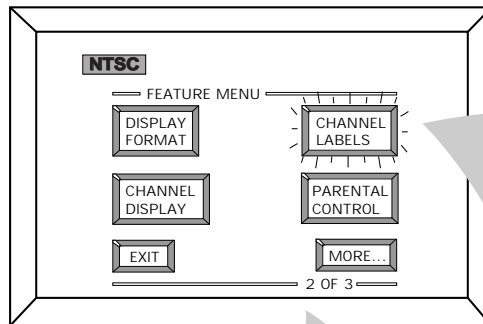 NTSC
FEATURE MENU
DISPLAY
FORMAT
CHANNEL
LABELS
CHANNEL
DISPLAY
PARENTAL
CONTROL
EXIT
MORE...
2 OF 3